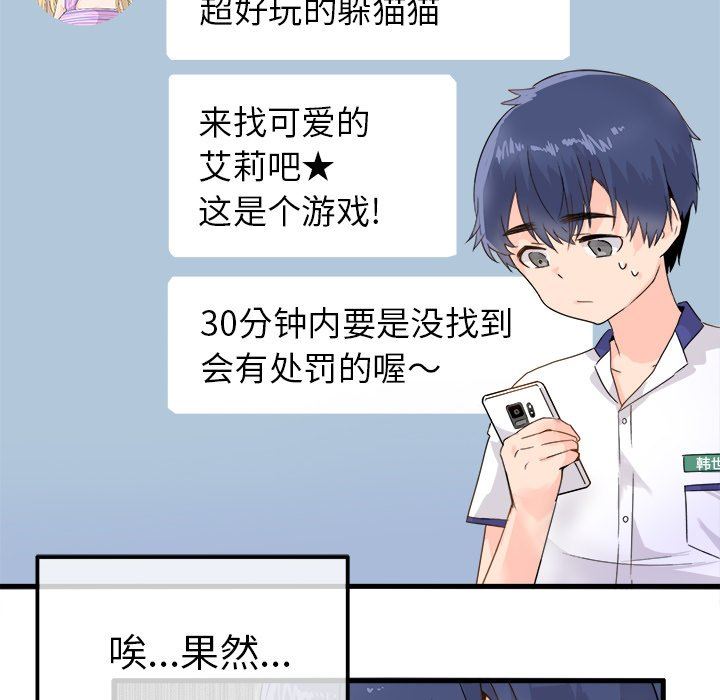 超好玩的躲猫猫
来找可爱的
艾莉吧★
这是个游戏!
30分钟内要是没找到
会有处罚的喔～
韩世
唉...果然...